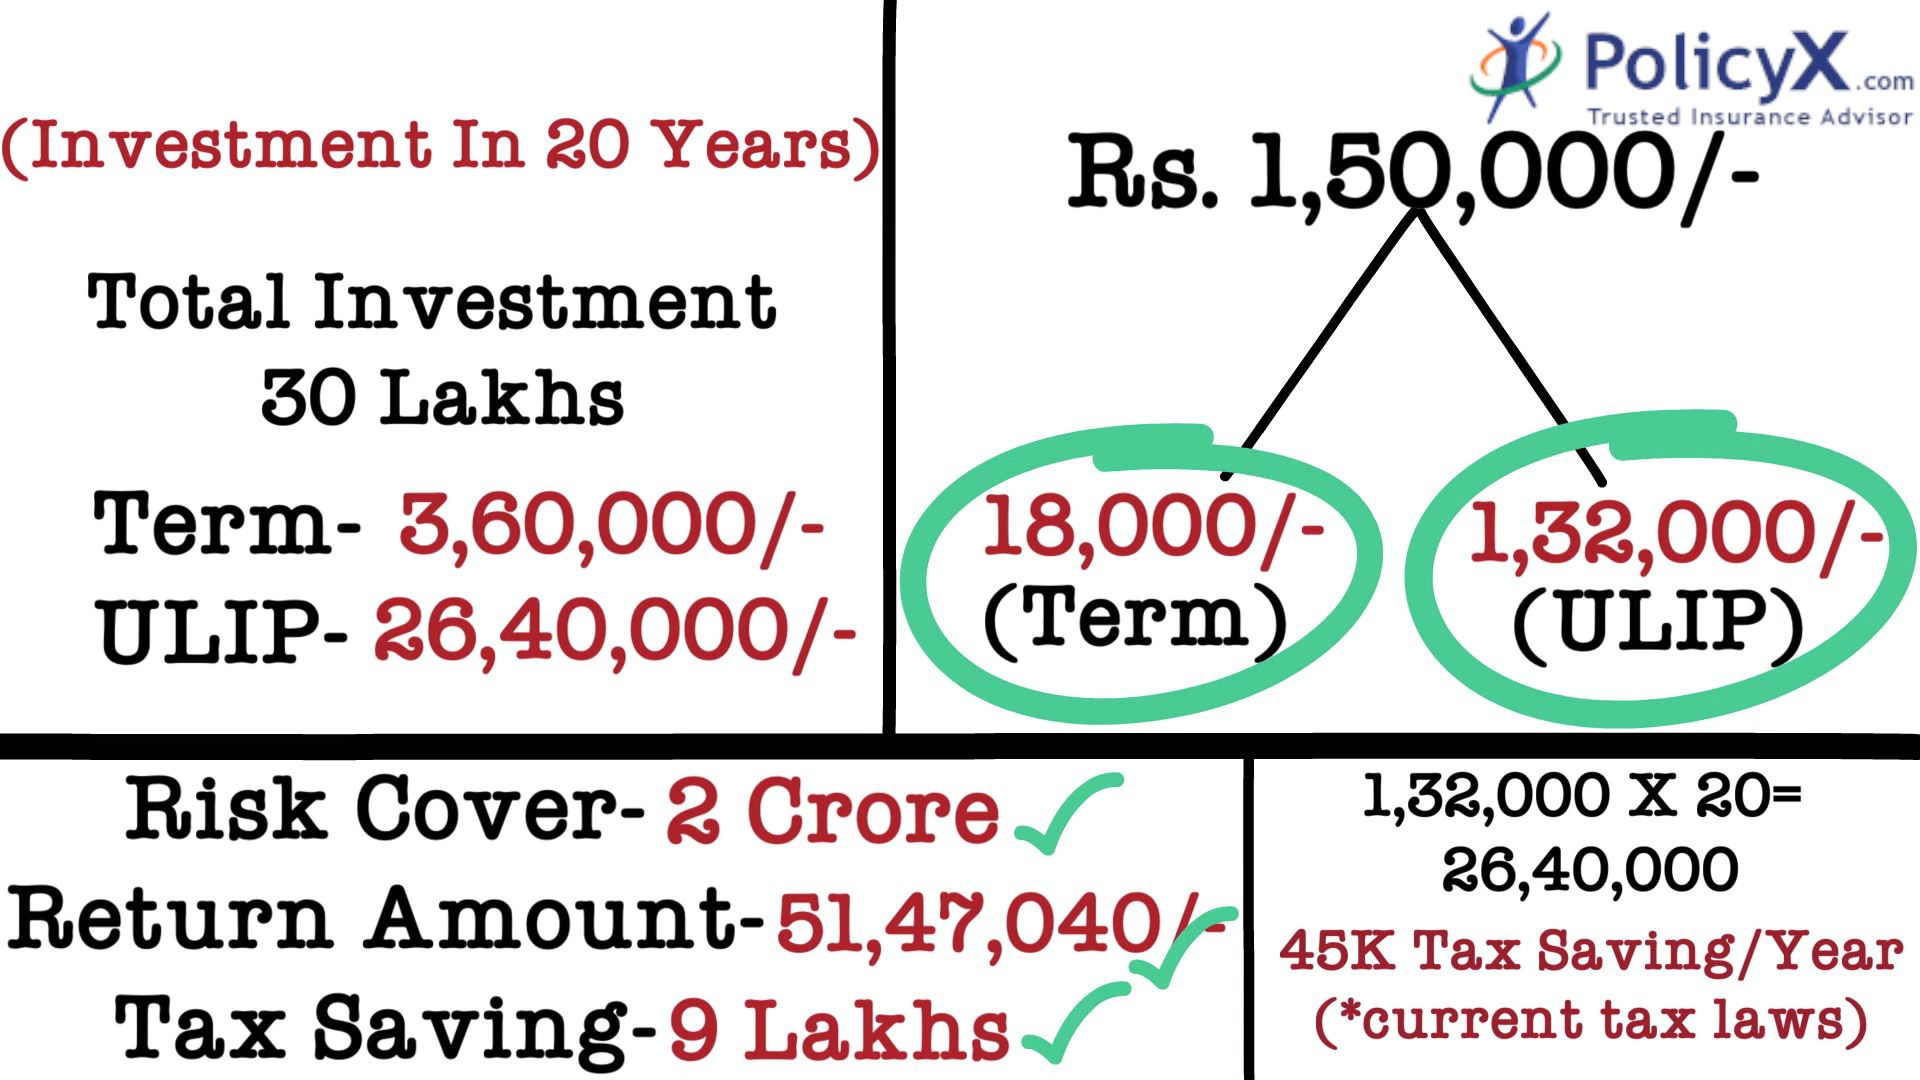 PolicyX.com
Trusted Insurance Advisor
(Investment In 20 Years)
Total Investment
30 Lakhs
Term- 3,60,000/-
ULIP- 26,40,000/-
Rs. 1,50,000/-
18,000/-
(Term)
1,32,000/-
(ULIP)
Risk Cover- 2 Crore
Return Amount- 51,47,040/-
Tax Saving- 9 Lakhs
1,32,000 X 20=
26,40,000
45K Tax Saving/Year
(*current tax laws)